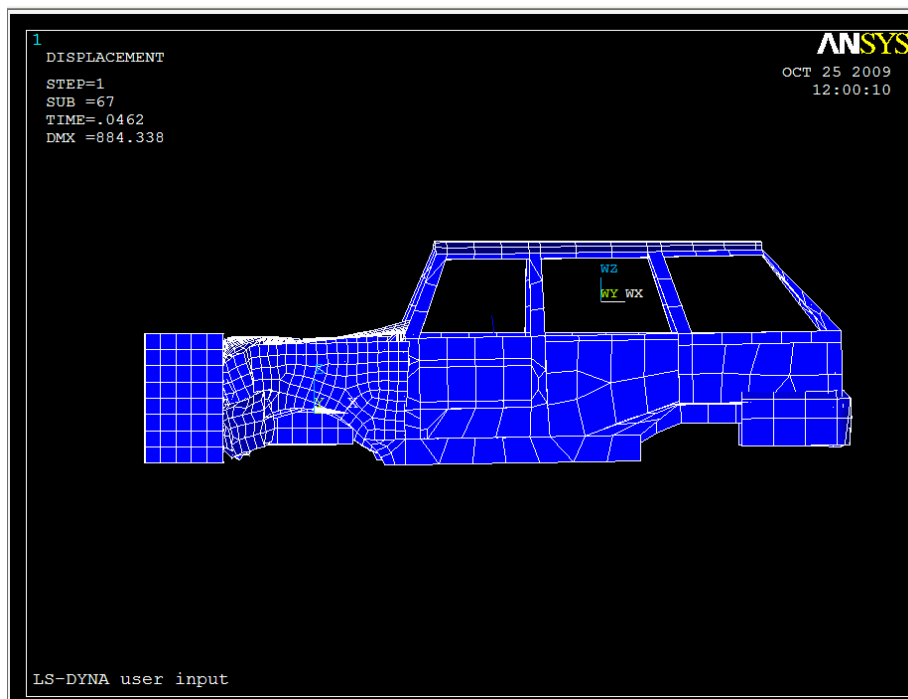 1
DISPLACEMENT
STEP=1
SUB =67
TIME=.0462
DMX =884.338
ANSYS
OCT 25 2009
12:00:10
WZ
WY WX
LS-DYNA user input